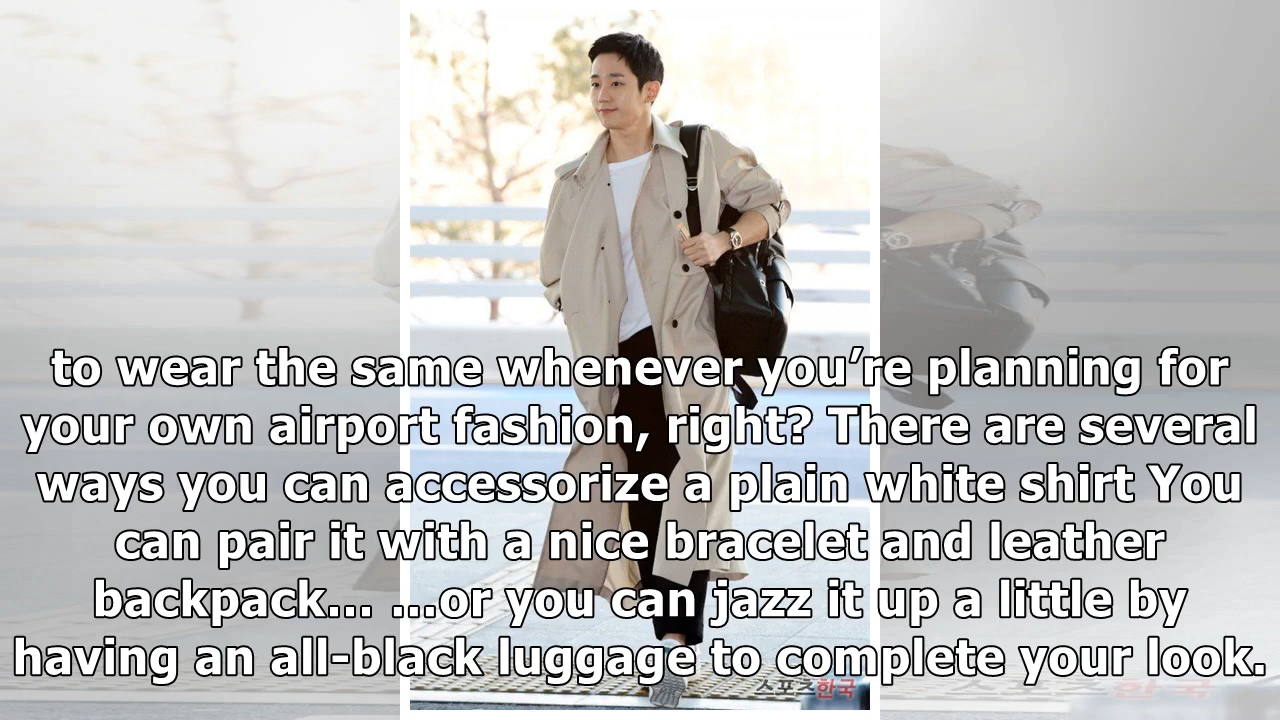 to wear the same whenever you’re planning for
your own airport fashion, right? There are several
ways you can accessorize a plain white shirt You
can pair it with a nice bracelet and leather
backpack... ...or you can jazz it up a little by
having an all-black luggage to complete your look.
스포츠한국